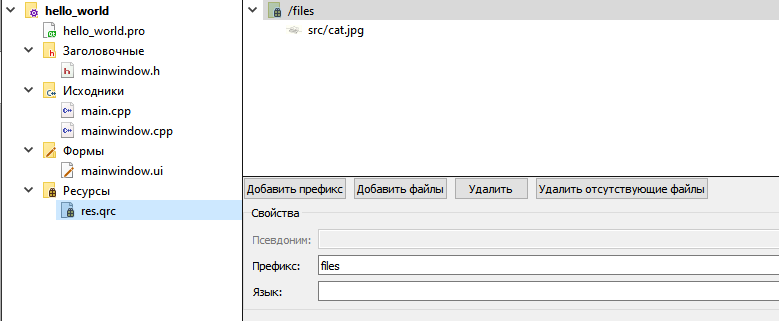 hello_world
hello_world.pro
Заголовочные
mainwindow.h
Исходники
main.cpp
mainwindow.cpp
Формы
mainwindow.ui
Ресурсы
res.qrc
/files
src/cat.jpg
Добавить префикс Добавить файлы Удалить Удалить отсутствующие файлы
Свойства
Псевдоним:
Префикс: files
Язык: